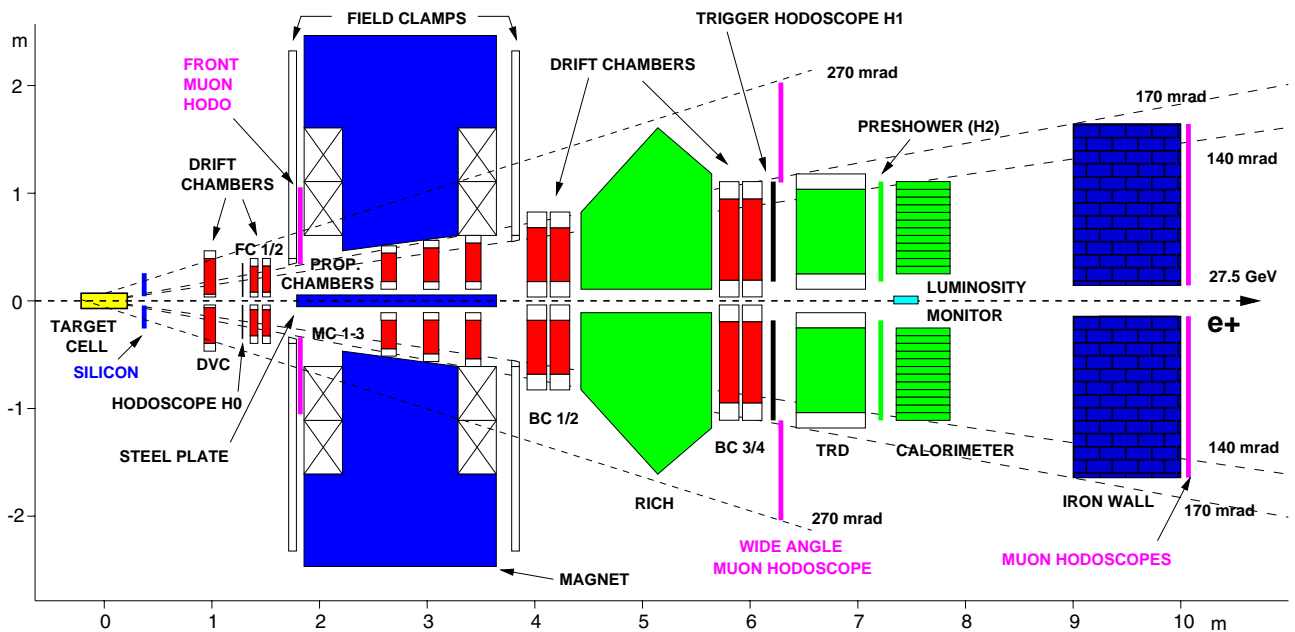 FIELD CLAMPS
TRIGGER HODOSCOPE H1
m
FRONT
MUON
HODO
DRIFT CHAMBERS
270 mrad
2
170 mrad
PRESHOWER (H2)
DRIFT
CHAMBERS
140 mrad
1
FC 1/2
PROP.
CHAMBERS
27.5 GeV
0
LUMINOSITY
MONITOR
e+
TARGET
CELL
SILICON
DVC
MC 1-3
HODOSCOPE H0
-1
BC 1/2
BC 3/4
TRD
CALORIMETER
140 mrad
STEEL PLATE
RICH
IRON WALL
170 mrad
-2
270 mrad
WIDE ANGLE
MUON HODOSCOPE
MUON HODOSCOPES
MAGNET
0 1 2 3 4 5 6 7 8 9 10 m